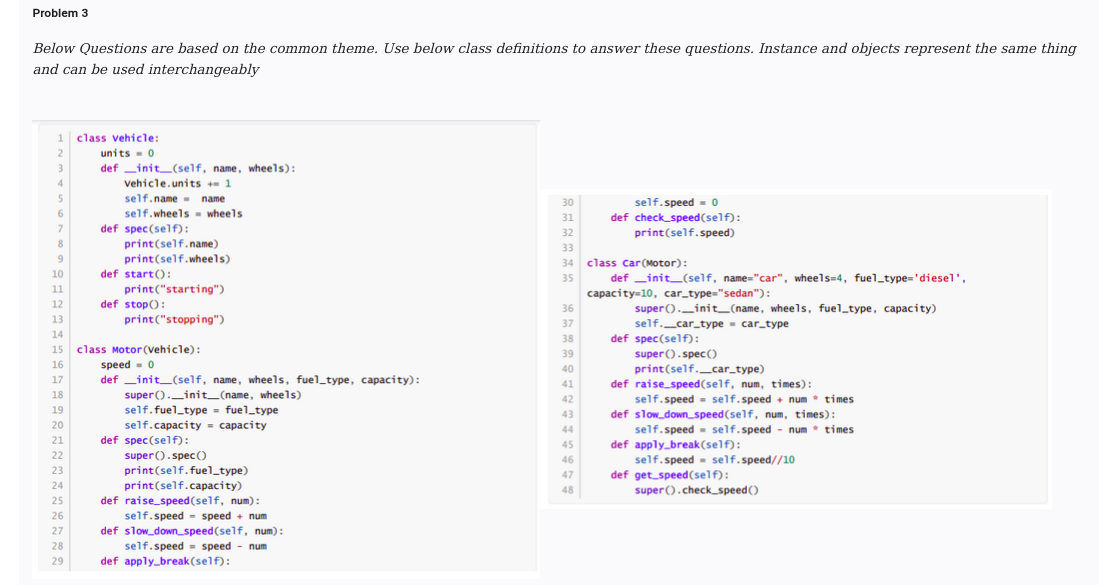 Problem 3
Below Questions are based on the common theme. Use below class definitions to answer these questions. Instance and objects represent the same thing
and can be used interchangeably
1 class Vehicle:
2     units = 0
3     def __init__(self, name, wheels):
4         Vehicle.units += 1
5         self.name =  name
6         self.wheels = wheels
7     def spec(self):
8         print(self.name)
9         print(self.wheels)
10     def start():
11         print("starting")
12     def stop():
13         print("stopping")
14
15 class Motor(Vehicle):
16     speed = 0
17     def __init__(self, name, wheels, fuel_type, capacity):
18         super().__init__(name, wheels)
19         self.fuel_type = fuel_type
20         self.capacity = capacity
21     def spec(self):
22         super().spec()
23         print(self.fuel_type)
24         print(self.capacity)
25     def raise_speed(self, num):
26         self.speed = speed + num
27     def slow_down_speed(self, num):
28         self.speed = speed - num
29     def apply_break(self):
30         self.speed = 0
31     def check_speed(self):
32         print(self.speed)
33
34 class Car(Motor):
35     def __init__(self, name="car", wheels=4, fuel_type='diesel',
capacity=10, car_type="sedan"):
36         super().__init__(name, wheels, fuel_type, capacity)
37         self.__car_type = car_type
38     def spec(self):
39         super().spec()
40         print(self.__car_type)
41     def raise_speed(self, num, times):
42         self.speed = self.speed + num * times
43     def slow_down_speed(self, num, times):
44         self.speed = self.speed - num * times
45     def apply_break(self):
46         self.speed = self.speed//10
47     def get_speed(self):
48         super().check_speed()